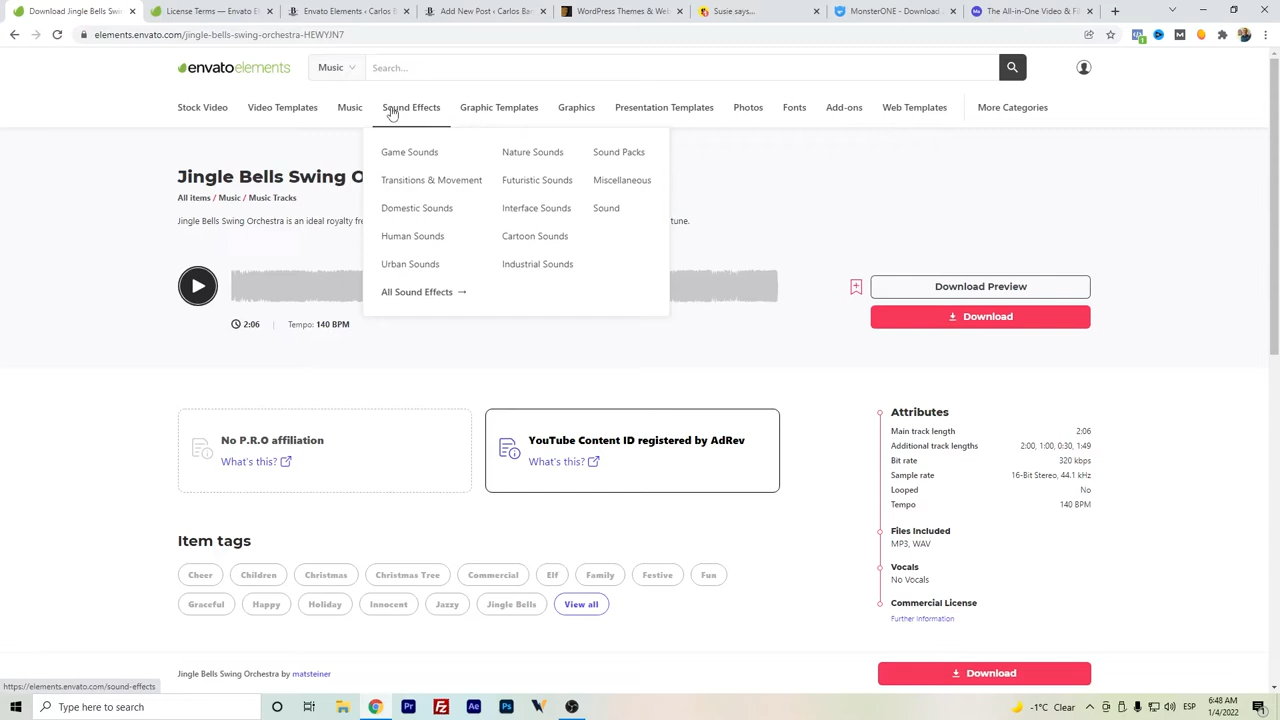 Download Jingle Bells Sw
License Terms — Envato Elem
Envato Elements – Carlos B
Add New Post ‹ Carlos Ban
WordPress Themes & Web
Susie says...
MonsterONE - Download
The All-in-One Video & Fil
elements.envato.com/jingle-bells-swing-orchestra-HEWYJN7
envatoelements
Music
Search...
Stock Video
Video Templates
Music
Sound Effects
Graphic Templates
Graphics
Presentation Templates
Photos
Fonts
Add-ons
Web Templates
More Categories
Game Sounds
Nature Sounds
Sound Packs
Transitions & Movement
Futuristic Sounds
Miscellaneous
Domestic Sounds
Interface Sounds
Sound
Human Sounds
Cartoon Sounds
Urban Sounds
Industrial Sounds
All Sound Effects →
Jingle Bells Swing O
All items / Music / Music Tracks
Jingle Bells Swing Orchestra is an ideal royalty fre
tune.
2:06
Tempo: 140 BPM
Download Preview
Download
No P.R.O affiliation
What's this?
YouTube Content ID registered by AdRev
What's this?
Attributes
Main track length 2:06
Additional track lengths 2:00, 1:00, 0:30, 1:49
Bit rate 320 kbps
Sample rate 16-Bit Stereo, 44.1 kHz
Looped No
Tempo 140 BPM
Files Included
MP3, WAV
Vocals
No Vocals
Commercial License
Further Information
Item tags
Cheer Children Christmas Christmas Tree Commercial Elf Family Festive Fun
Graceful Happy Holiday Innocent Jazzy Jingle Bells View all
Jingle Bells Swing Orchestra by matsteiner
Download
https://elements.envato.com/sound-effects
Type here to search
Pr
Fz
Ae
Ps
-1°C Clear
ESP
6:48 AM
1/4/2022